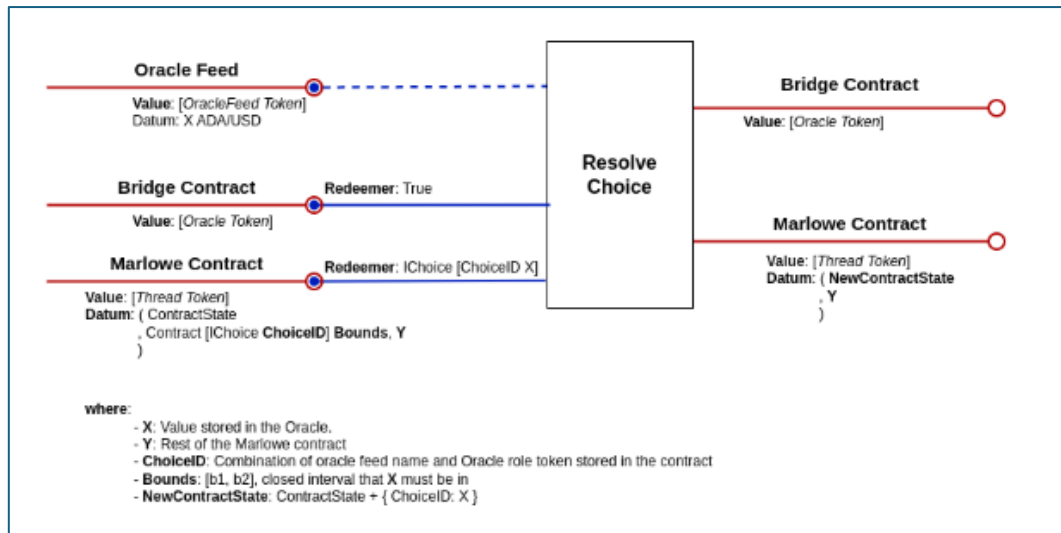 Oracle Feed
Value: [OracleFeed Token]
Datum: X ADA/USD
Bridge Contract
Redeemer: True
Value: [Oracle Token]
Marlowe Contract
Redeemer: IChoice [ChoiceID X]
Value: [Thread Token]
Datum: ( ContractState
, Contract [IChoice ChoiceID] Bounds, Y
)
Resolve
Choice
Bridge Contract
Value: [Oracle Token]
Marlowe Contract
Value: [Thread Token]
Datum: ( NewContractState
, Y
)
where:
- X: Value stored in the Oracle.
- Y: Rest of the Marlowe contract
- ChoiceID: Combination of oracle feed name and Oracle role token stored in the contract
- Bounds: [b1, b2], closed interval that X must be in
- NewContractState: ContractState + { ChoiceID: X }